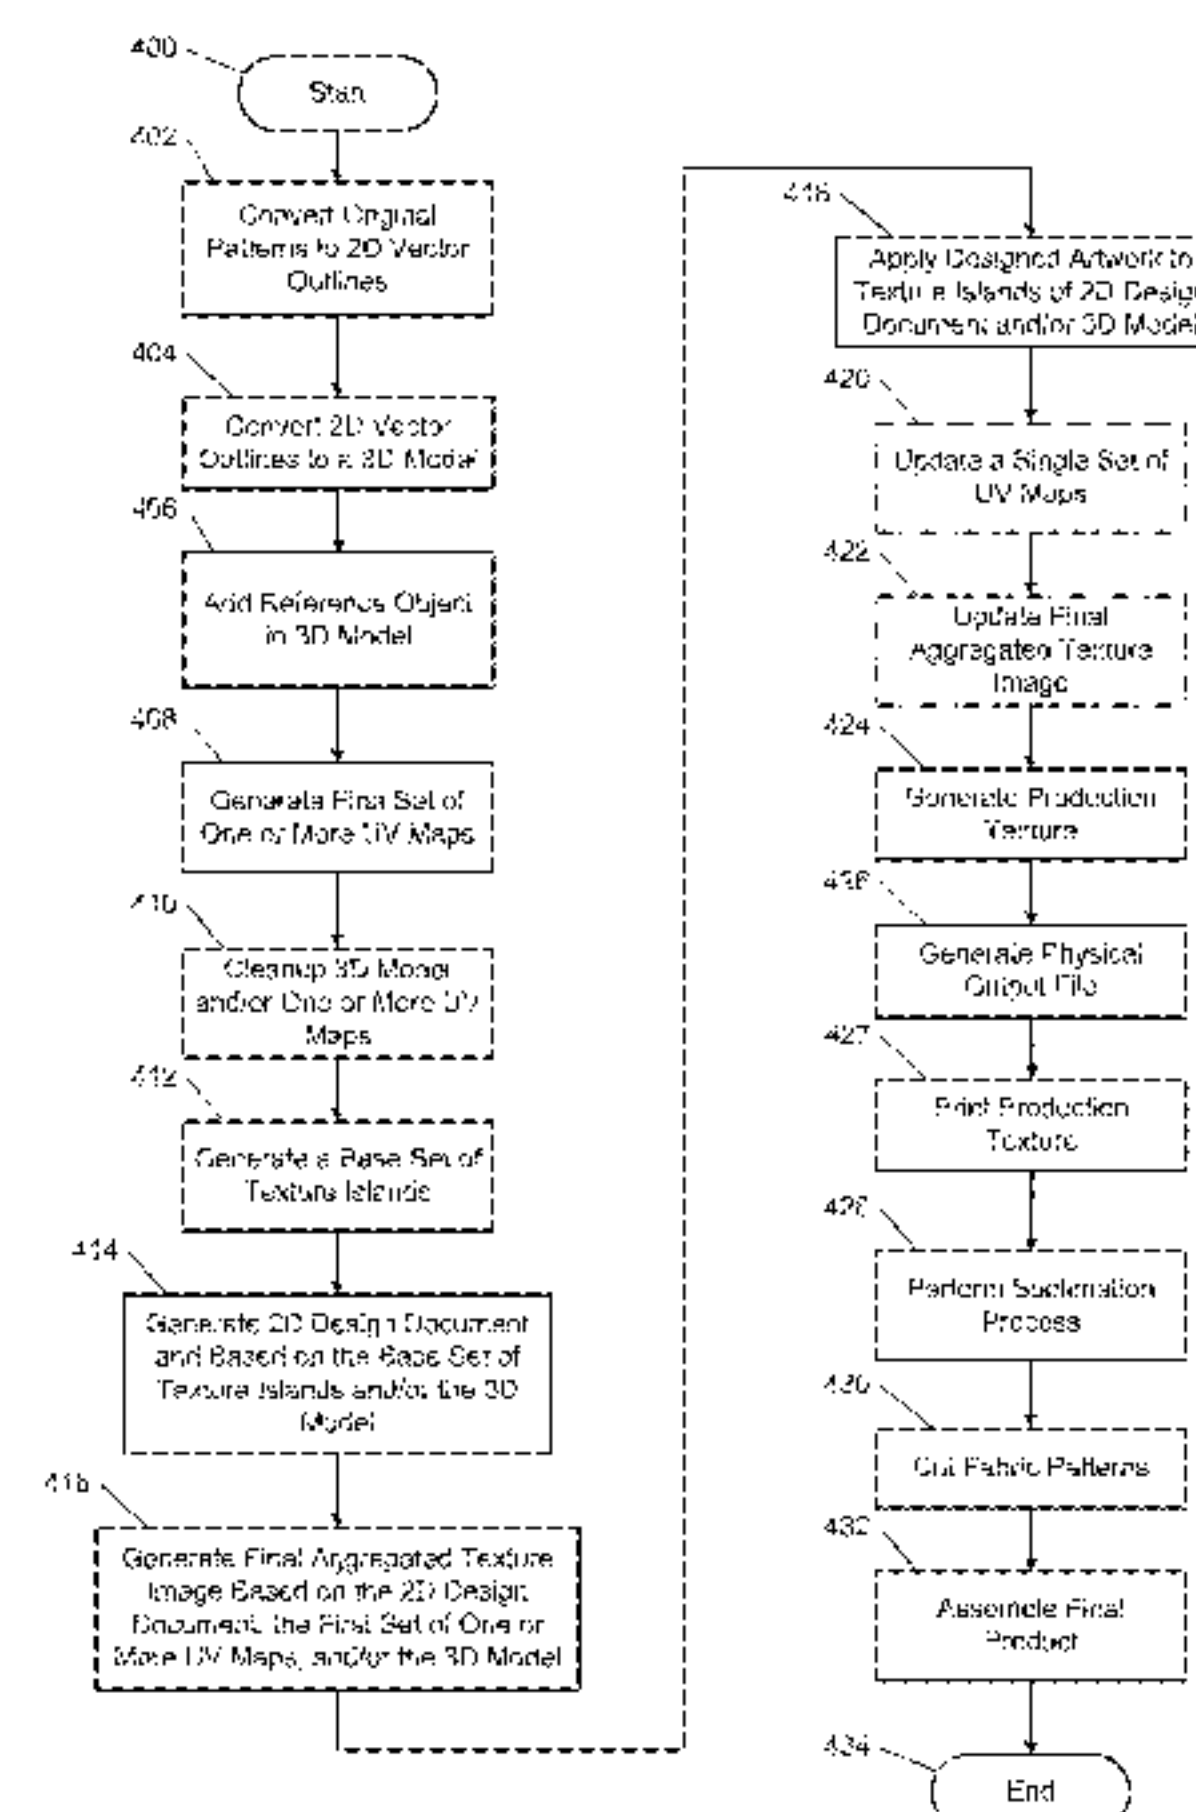 400
Start
402
Convert Original
Patterns to 2D Vector
Outlines
404
Convert 2D Vector
Outlines to a 3D Model
406
Add Reference Object
in 3D Model
408
Generate First Set of
One or More UV Maps
410
Cleanup 3D Model
and/or One or More UV
Maps
412
Generate a Base Set of
Texture Islands
414
Generate 2D Design Document
and Based on the Base Set of
Texture Islands and/or the 3D
Model
416
Generate Final Aggregated Texture
Image Based on the 2D Design
Document, the First Set of One or
More UV Maps, and/or the 3D Model
418
Apply Designed Artwork to
Texture Islands of 2D Design
Document and/or 3D Model
420
Update a Single Set of
UV Maps
422
Update Final
Aggregated Texture
Image
424
Generate Production
Texture
426
Generate Physical
Output File
427
Print Production
Texture
428
Perform Sublimation
Process
430
Cut Fabric Patterns
432
Assemble Final
Product
434
End